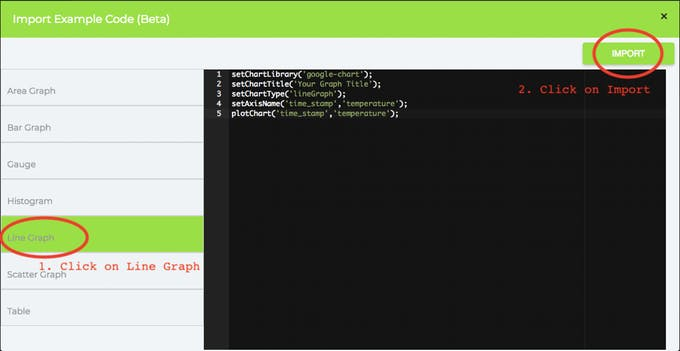 Import Example Code (Beta)
×
IMPORT
Area Graph
Bar Graph
Gauge
Histogram
Line Graph
Scatter Graph
Table
1 setChartLibrary('google-chart');
2 setChartTitle('Your Graph Title');
3 setChartType('lineGraph');
4 setAxisName('time_stamp','temperature');
5 plotChart('time_stamp','temperature');
1. Click on Line Graph
2. Click on Import